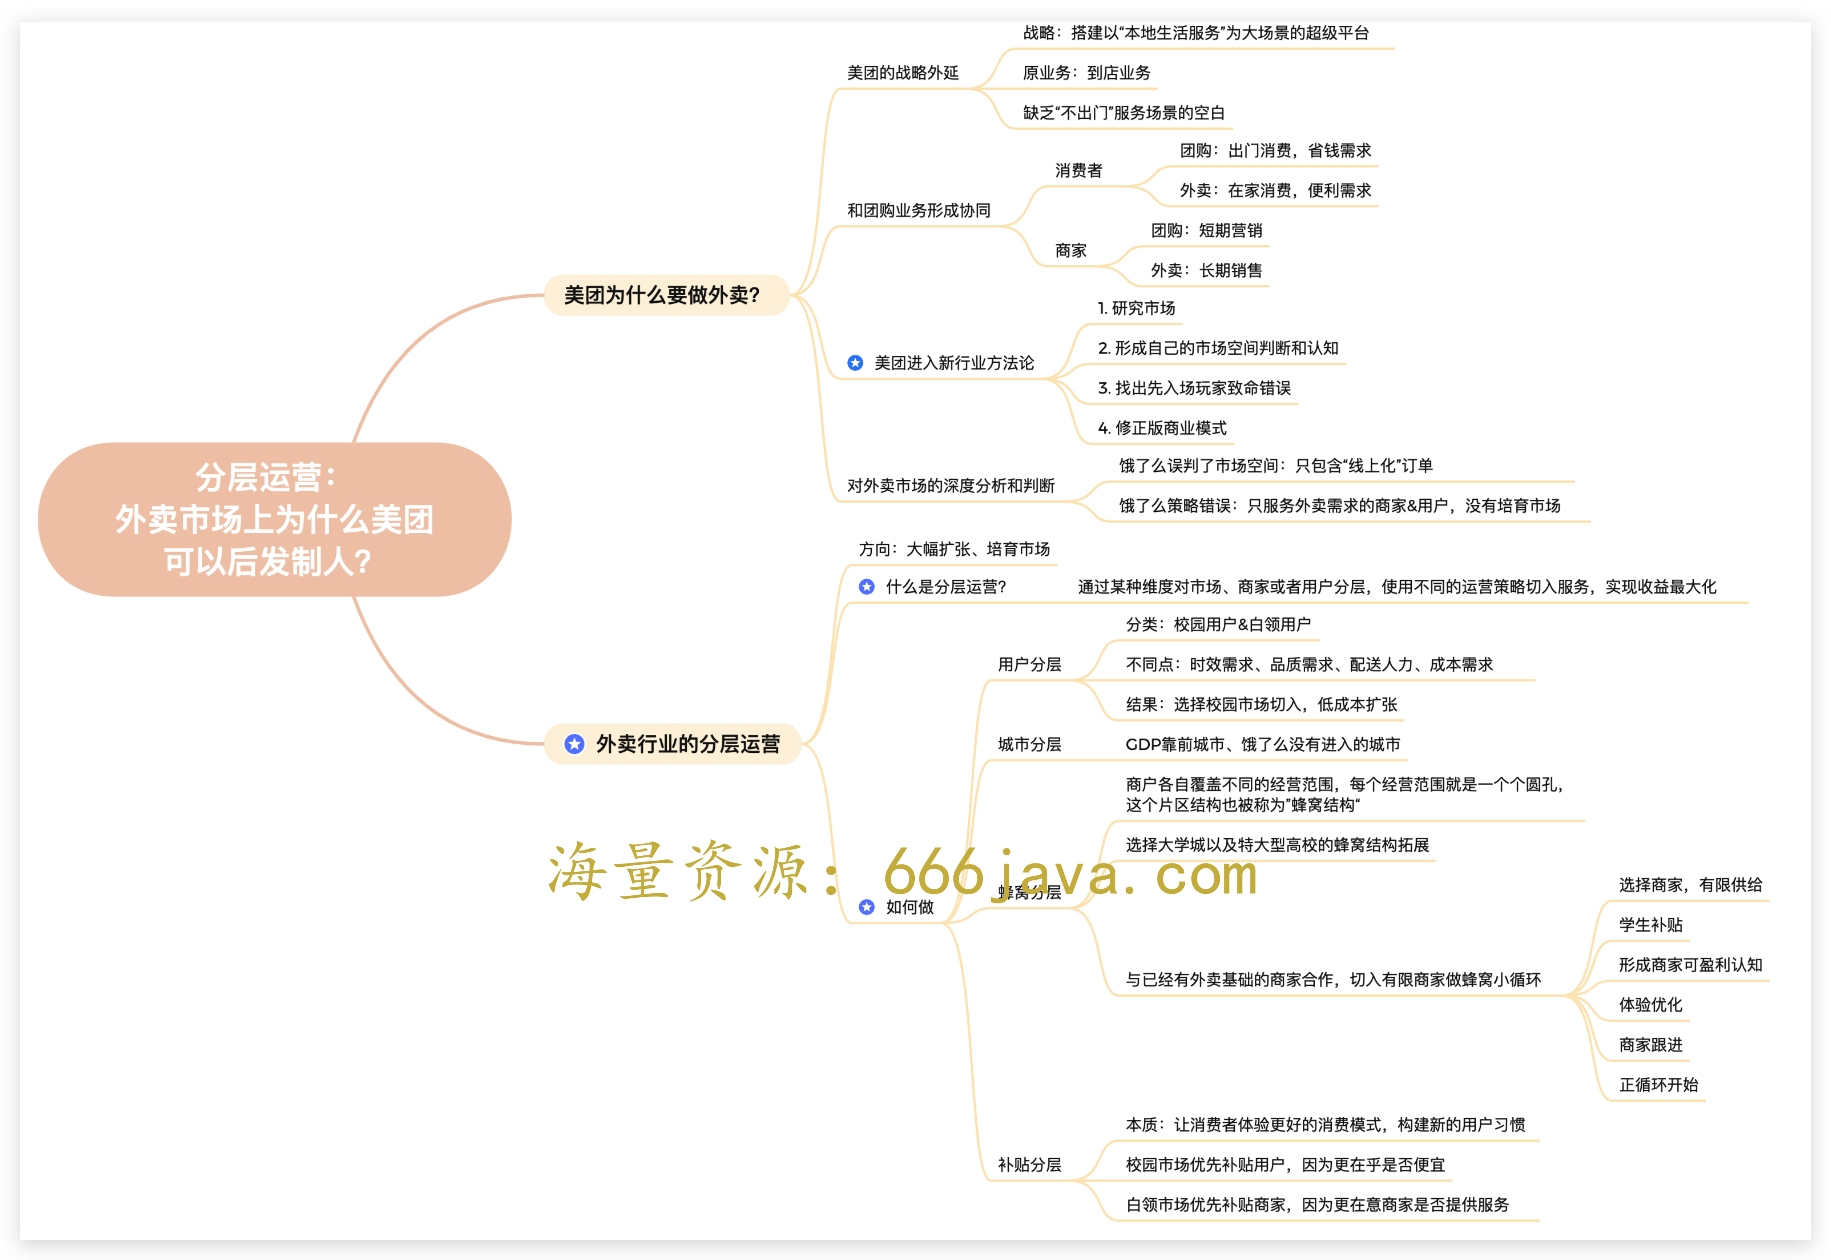 分层运营：
外卖市场上为什么美团
可以后发制人？
美团为什么要做外卖？
美团的战略外延
战略：搭建以“本地生活服务”为大场景的超级平台
原业务：到店业务
缺乏“不出门”服务场景的空白
和团购业务形成协同
消费者
团购：出门消费，省钱需求
外卖：在家消费，便利需求
商家
团购：短期营销
外卖：长期销售
美团进入新行业方法论
1. 研究市场
2. 形成自己的市场空间判断和认知
3. 找出先入场玩家致命错误
4. 修正版商业模式
对外卖市场的深度分析和判断
饿了么误判了市场空间：只包含“线上化”订单
饿了么策略错误：只服务外卖需求的商家&用户，没有培育市场
外卖行业的分层运营
方向：大幅扩张、培育市场
什么是分层运营？
通过某种维度对市场、商家或者用户分层，使用不同的运营策略切入服务，实现收益最大化
如何做
用户分层
分类：校园用户&白领用户
不同点：时效需求、品质需求、配送人力、成本需求
结果：选择校园市场切入，低成本扩张
城市分层
GDP靠前城市、饿了么没有进入的城市
蜂窝分层
商户各自覆盖不同的经营范围，每个经营范围就是一个个圆孔，
这个片区结构也被称为”蜂窝结构“
选择大学城以及特大型高校的蜂窝结构拓展
与已经有外卖基础的商家合作，切入有限商家做蜂窝小循环
选择商家，有限供给
学生补贴
形成商家可盈利认知
体验优化
商家跟进
正循环开始
补贴分层
本质：让消费者体验更好的消费模式，构建新的用户习惯
校园市场优先补贴用户，因为更在乎是否便宜
白领市场优先补贴商家，因为更在意商家是否提供服务
海量资源：666java.com